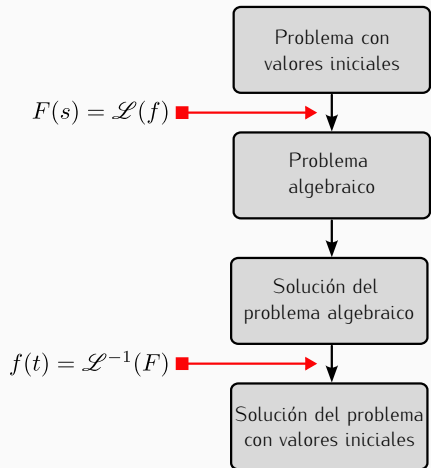 Problema con
valores iniciales
F(s) = ℒ(f)
Problema
algebraico
Solución del
problema algebraico
f(t) = ℒ⁻¹(F)
Solución del problema
con valores iniciales